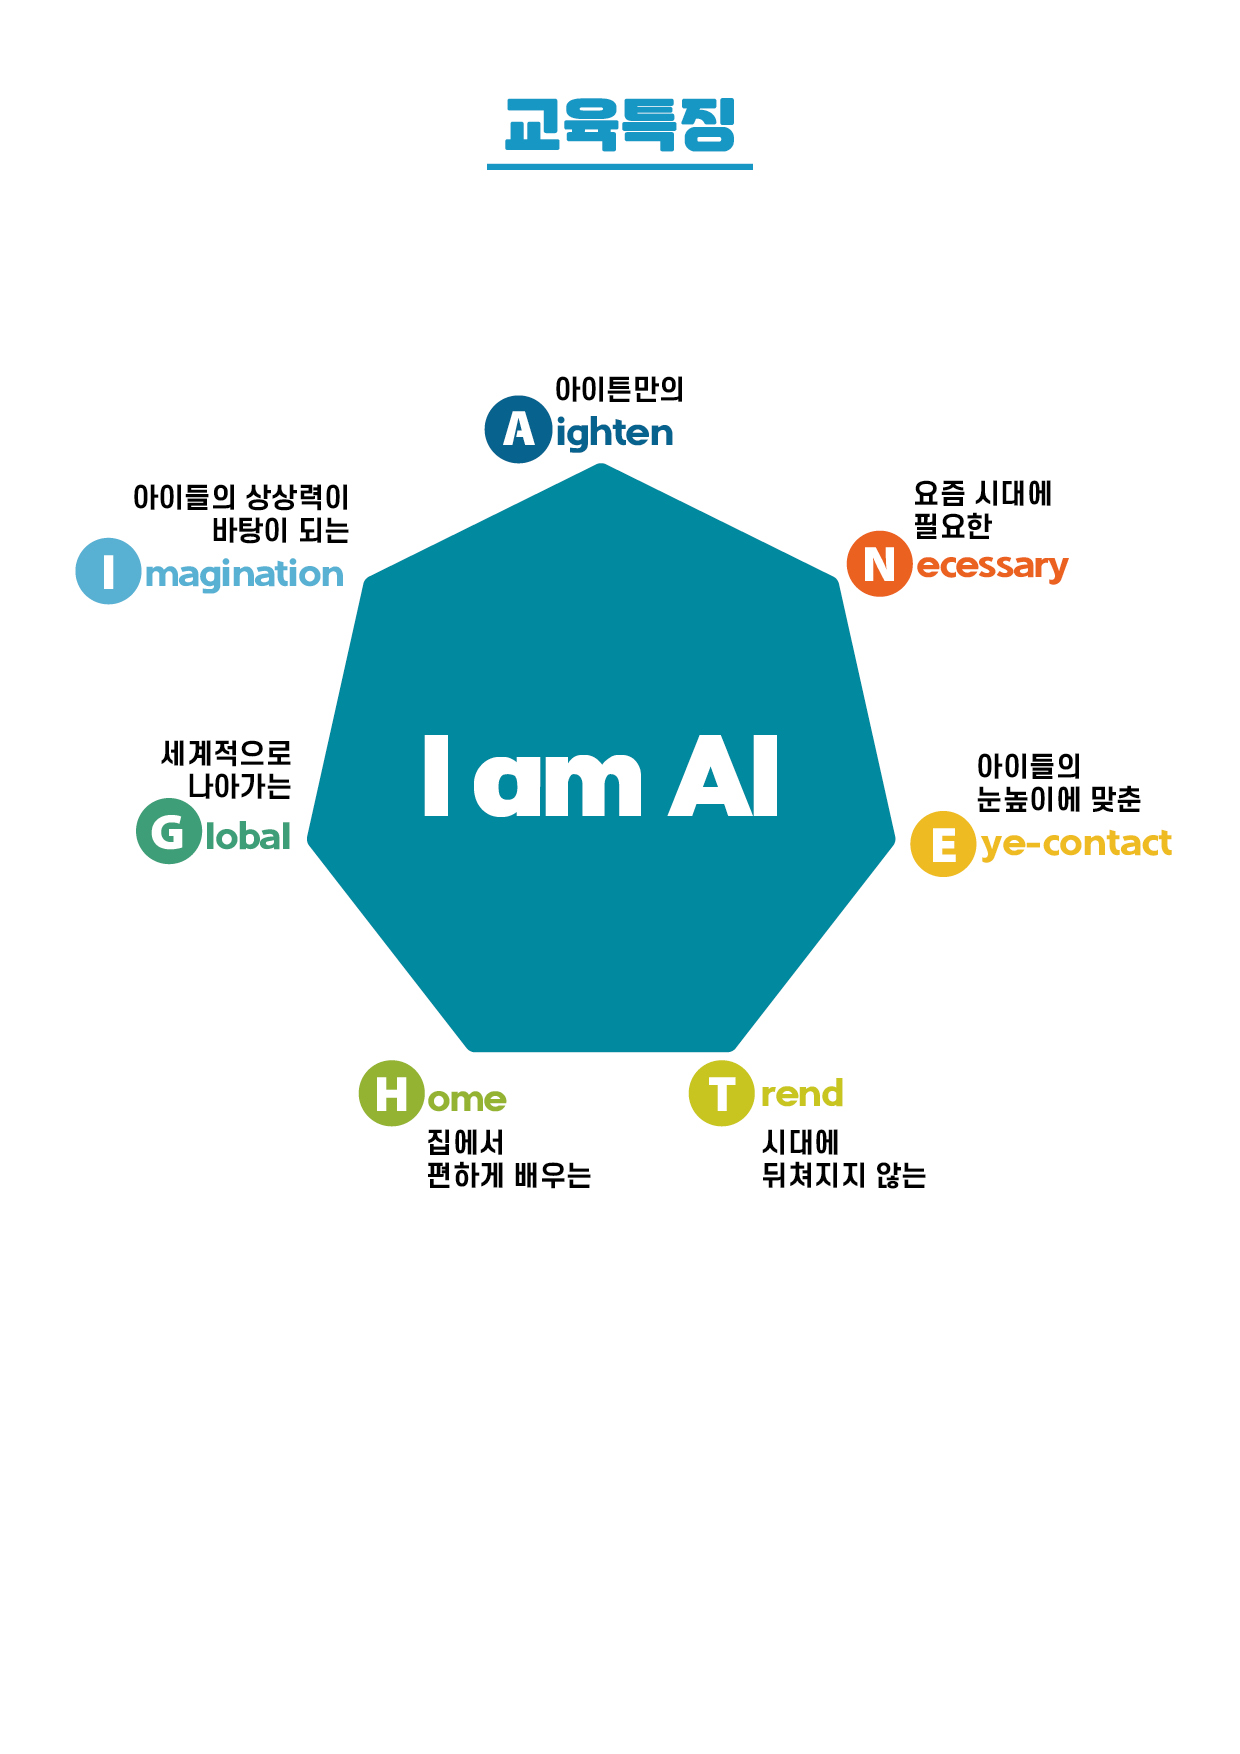 교육특징
아이튼만의
Aighten
아이들의 상상력이
바탕이 되는
Imagination
요즘 시대에
필요한
Necessary
I am AI
세계적으로
나아가는
Global
아이들의
눈높이에 맞춘
Eye-contact
Home
집에서
편하게 배우는
Trend
시대에
뒤쳐지지 않는